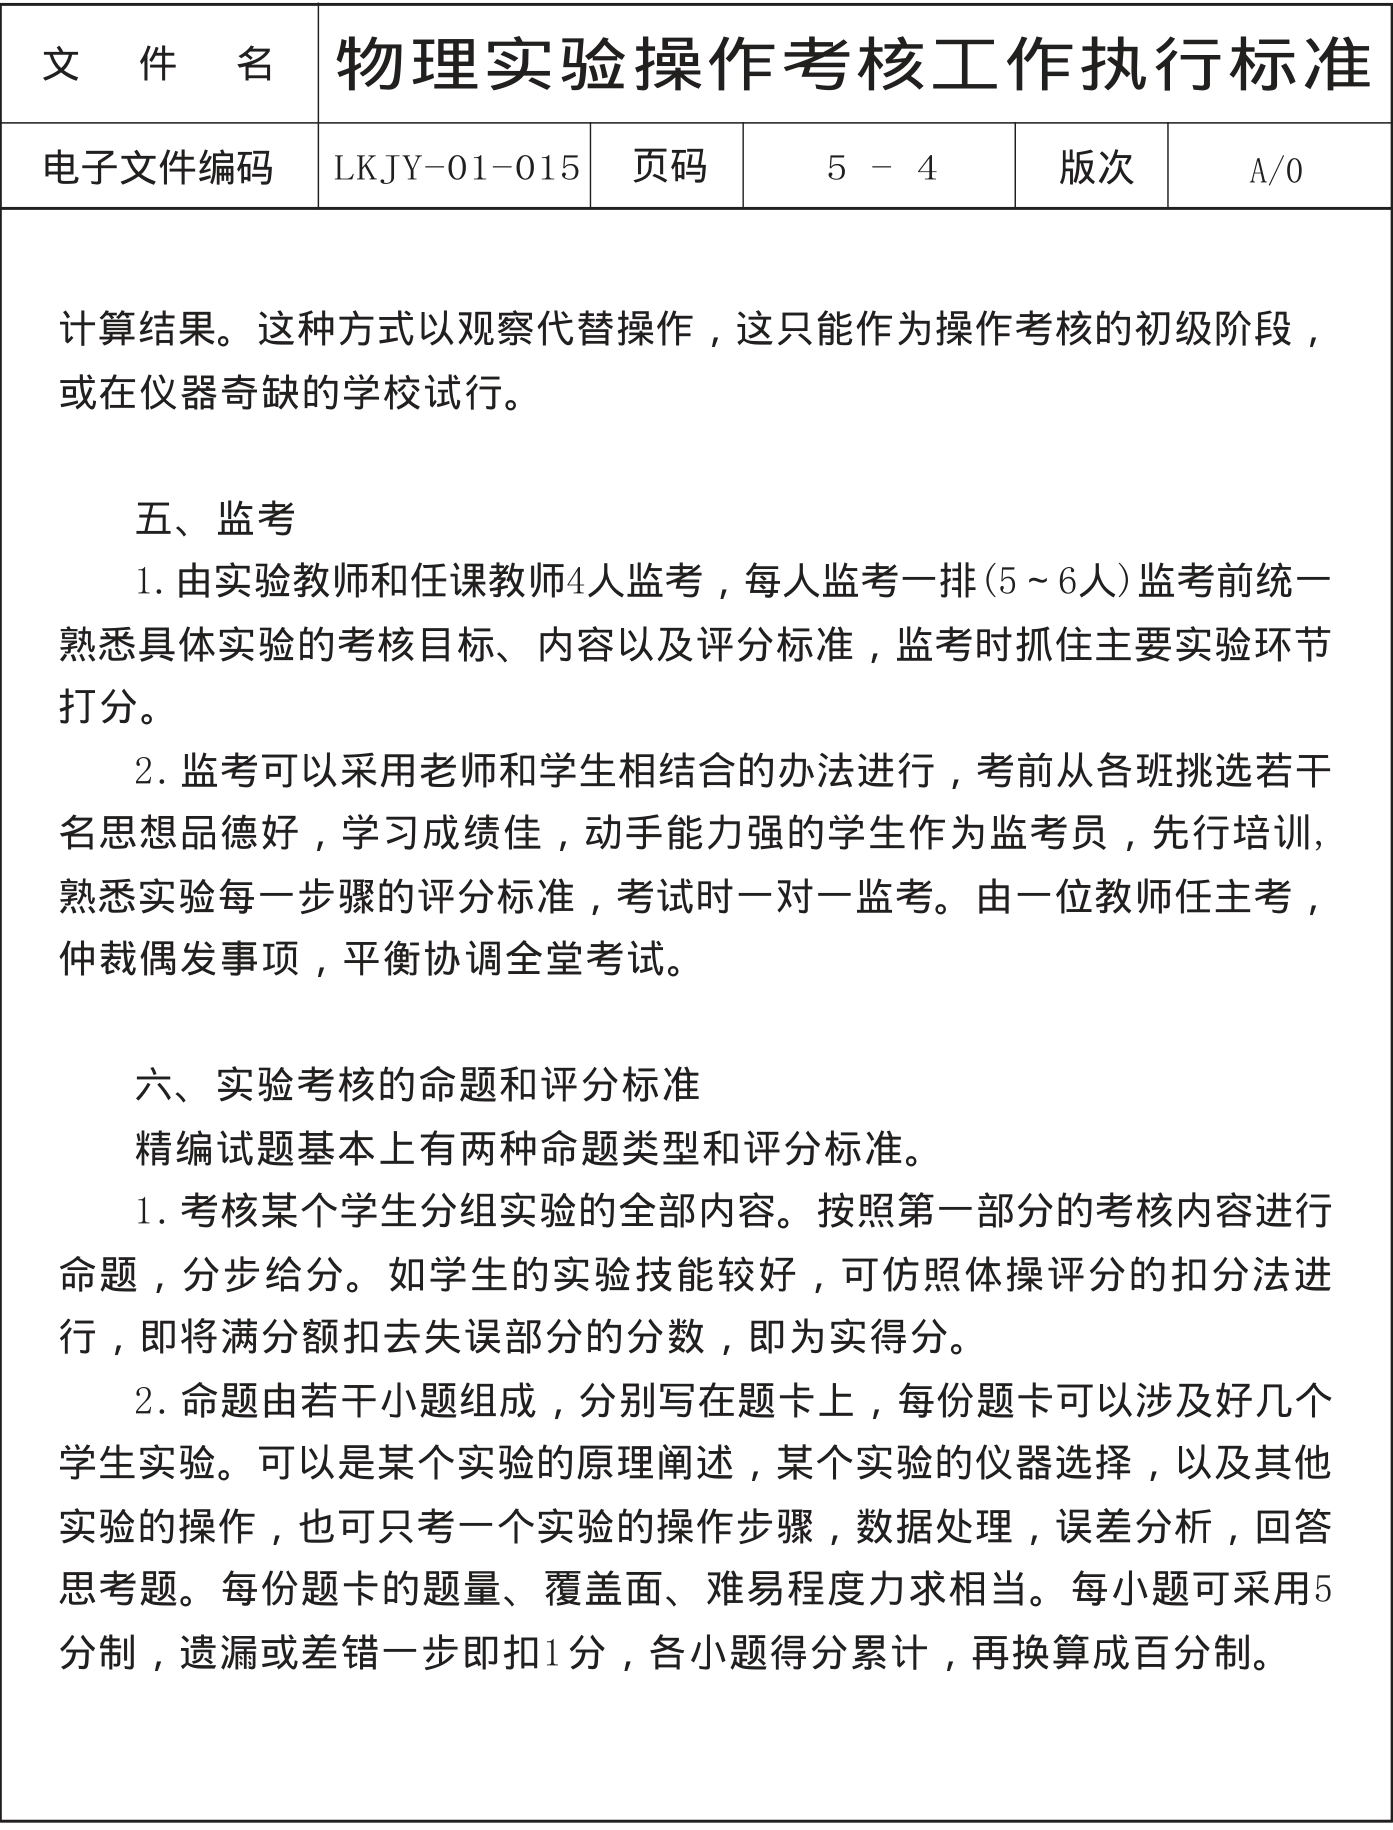 文 件 名 物理实验操作考核工作执行标准
电子文件编码 LKJY-01-015 页码 5 - 4 版次 A/0
计算结果。这种方式以观察代替操作，这只能作为操作考核的初级阶段，
或在仪器奇缺的学校试行。
五、监考
1.由实验教师和任课教师4人监考，每人监考一排(5～6人)监考前统一
熟悉具体实验的考核目标、内容以及评分标准，监考时抓住主要实验环节
打分。
2.监考可以采用老师和学生相结合的办法进行，考前从各班挑选若干
名思想品德好，学习成绩佳，动手能力强的学生作为监考员，先行培训,
熟悉实验每一步骤的评分标准，考试时一对一监考。由一位教师任主考，
仲裁偶发事项，平衡协调全堂考试。
六、实验考核的命题和评分标准
精编试题基本上有两种命题类型和评分标准。
1.考核某个学生分组实验的全部内容。按照第一部分的考核内容进行
命题，分步给分。如学生的实验技能较好，可仿照体操评分的扣分法进
行，即将满分额扣去失误部分的分数，即为实得分。
2.命题由若干小题组成，分别写在题卡上，每份题卡可以涉及好几个
学生实验。可以是某个实验的原理阐述，某个实验的仪器选择，以及其他
实验的操作，也可只考一个实验的操作步骤，数据处理，误差分析，回答
思考题。每份题卡的题量、覆盖面、难易程度力求相当。每小题可采用5
分制，遗漏或差错一步即扣1分，各小题得分累计，再换算成百分制。